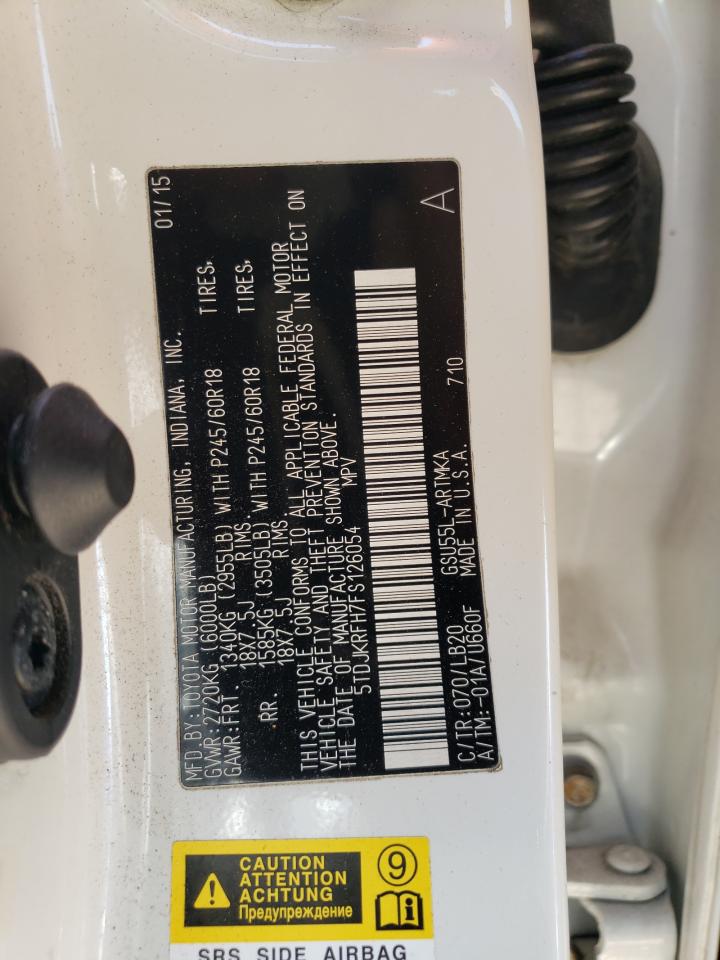 MFD BY:TOYOTA MOTOR MANUFACTURING, INDIANA, INC. 01/15
GVWR:2720KG (6000LB)
GAWR:FRT. 1340KG (2955LB) WITH P245/60R18 TIRES,
18X7.5J RIMS.
RR. 1585KG (3505LB) WITH P245/60R18 TIRES,
18X7.5J RIMS
THIS VEHICLE CONFORMS TO ALL APPLICABLE FEDERAL MOTOR
VEHICLE SAFETY AND THEFT PREVENTION STANDARDS IN EFFECT ON
THE DATE OF MANUFACTURE SHOWN ABOVE.
5TDJKRFH7FS126054 MPV
C/TR:070/LB20 GSU55L-ARTMKA
A/TM:-01A/U660F MADE IN U.S.A. 710 A
CAUTION
ATTENTION
ACHTUNG
Предупреждение
9
SRS SIDE AIRBAG